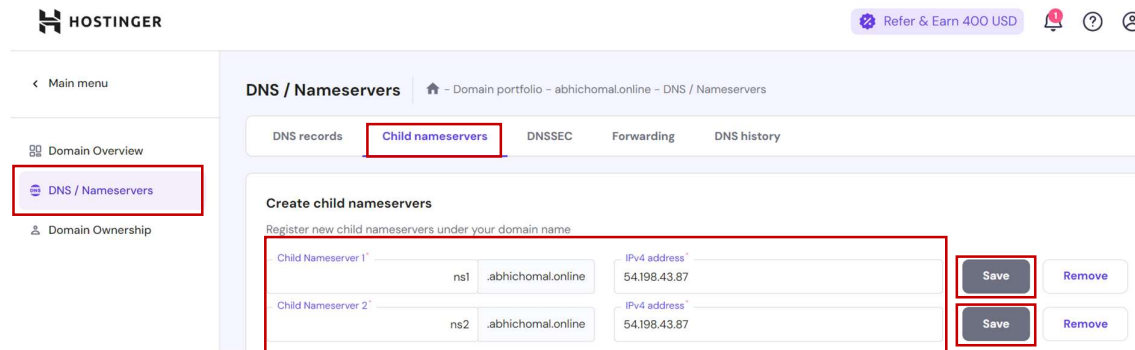 HOSTINGER
Refer & Earn 400 USD
1
Main menu
DNS / Nameservers
- Domain portfolio - abhichomal.online - DNS / Nameservers
DNS records
Child nameservers
DNSSEC
Forwarding
DNS history
Domain Overview
DNS
DNS / Nameservers
Domain Ownership
Create child nameservers
Register new child nameservers under your domain name
Child Nameserver 1*
ns1
.abhichomal.online
IPv4 address*
54.198.43.87
Save
Remove
Child Nameserver 2*
ns2
.abhichomal.online
IPv4 address*
54.198.43.87
Save
Remove